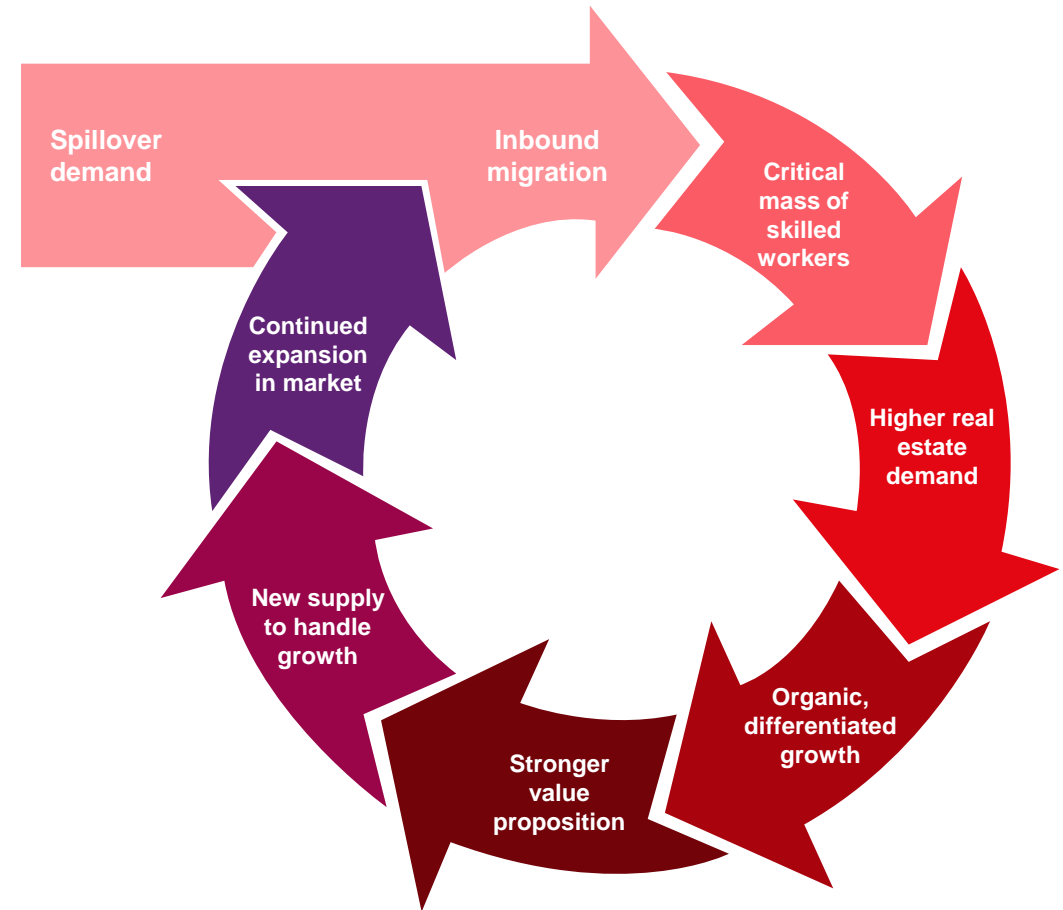 Spillover
demand
Inbound
migration
Critical
mass of
skilled
workers
Higher real
estate
demand
Organic,
differentiated
growth
Stronger
value
proposition
New supply
to handle
growth
Continued
expansion
in market